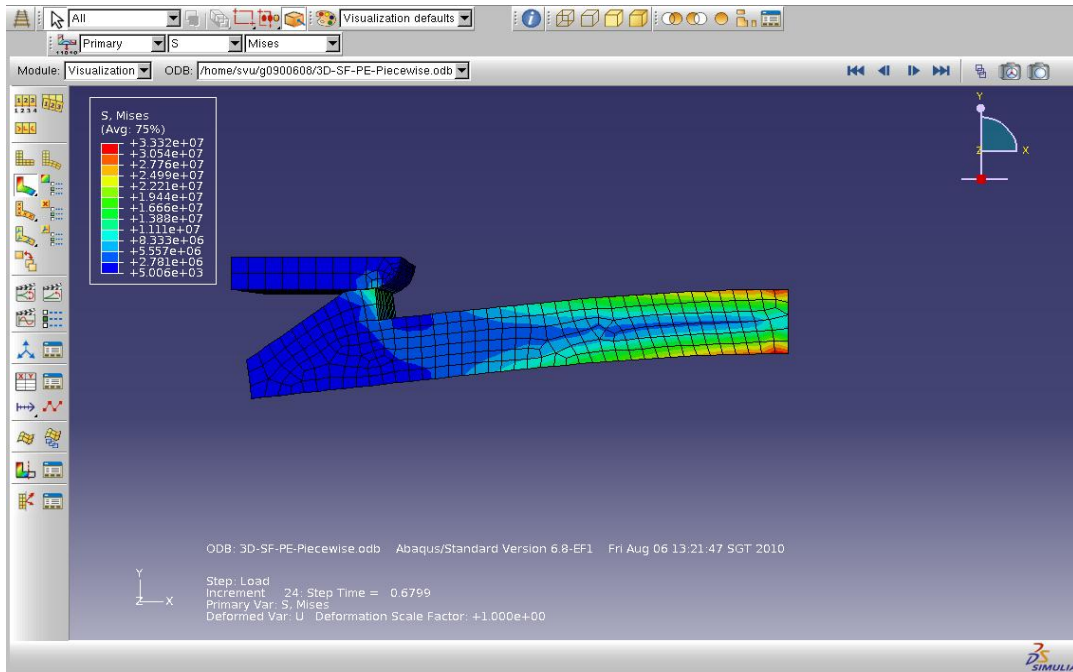 All
Visualization defaults
Primary S Mises
Module: Visualization ODB: /home/svu/g0900608/3D-SF-PE-Piecewise.odb
S, Mises
(Avg: 75%)
+3.332e+07
+3.054e+07
+2.776e+07
+2.499e+07
+2.221e+07
+1.944e+07
+1.666e+07
+1.388e+07
+1.111e+07
+8.333e+06
+5.557e+06
+2.781e+06
+5.006e+03
Y
Z X
ODB: 3D-SF-PE-Piecewise.odb Abaqus/Standard Version 6.8-EF1 Fri Aug 06 13:21:47 SGT 2010
Y
Z X
Step: Load
Increment 24: Step Time = 0.6799
Primary Var: S, Mises
Deformed Var: U Deformation Scale Factor: +1.000e+00
SIMULIA